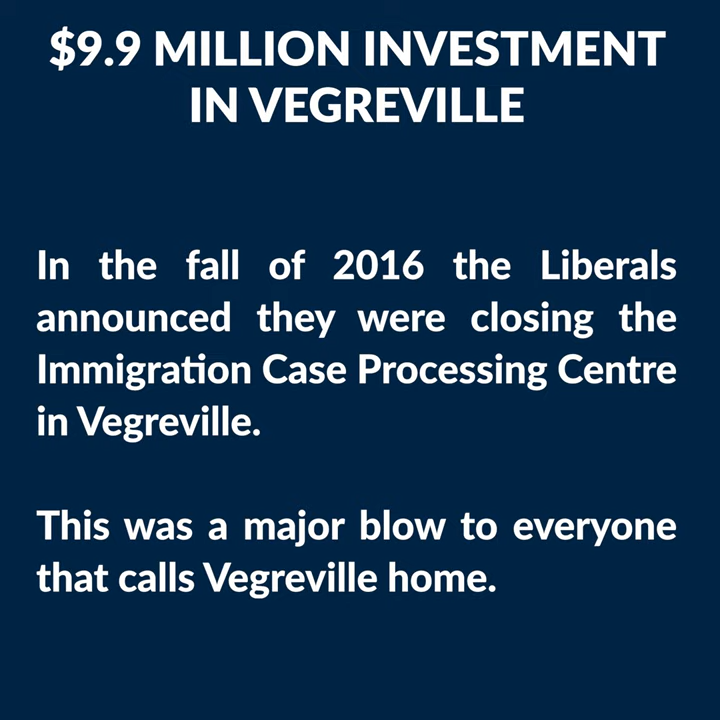 $9.9 MILLION INVESTMENT
IN VEGREVILLE
In the fall of 2016 the Liberals
announced they were closing the
Immigration Case Processing Centre
in Vegreville.
This was a major blow to everyone
that calls Vegreville home.